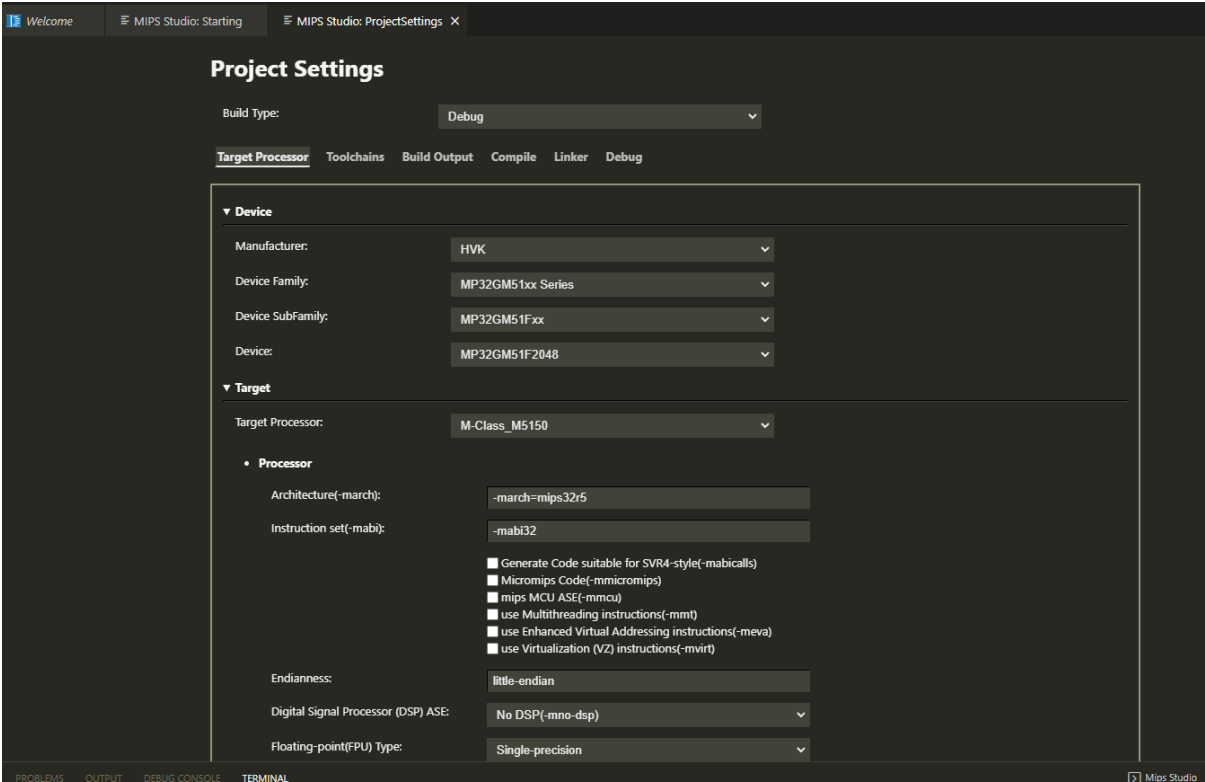 Welcome MIPS Studio: Starting MIPS Studio: ProjectSettings
Project Settings
Build Type: Debug
Target Processor Toolchains Build Output Compile Linker Debug
Device
Manufacturer: HVK
Device Family: MP32GM51xx Series
Device SubFamily: MP32GM51Fxx
Device: MP32GM51F2048
Target
Target Processor: M-Class_M5150
Processor
Architecture(-march): -march=mips32r5
Instruction set(-mabi): -mabi32
Generate Code suitable for SVR4-style(-mabicalls)
Micromips Code(-mmicromips)
mips MCU ASE(-mmcu)
use Multithreading instructions(-mmt)
use Enhanced Virtual Addressing instructions(-meva)
use Virtualization (VZ) instructions(-mvirt)
Endianness: little-endian
Digital Signal Processor (DSP) ASE: No DSP(-mno-dsp)
Floating-point(FPU) Type: Single-precision
PROBLEMS OUTPUT DEBUG CONSOLE TERMINAL Mips Studio